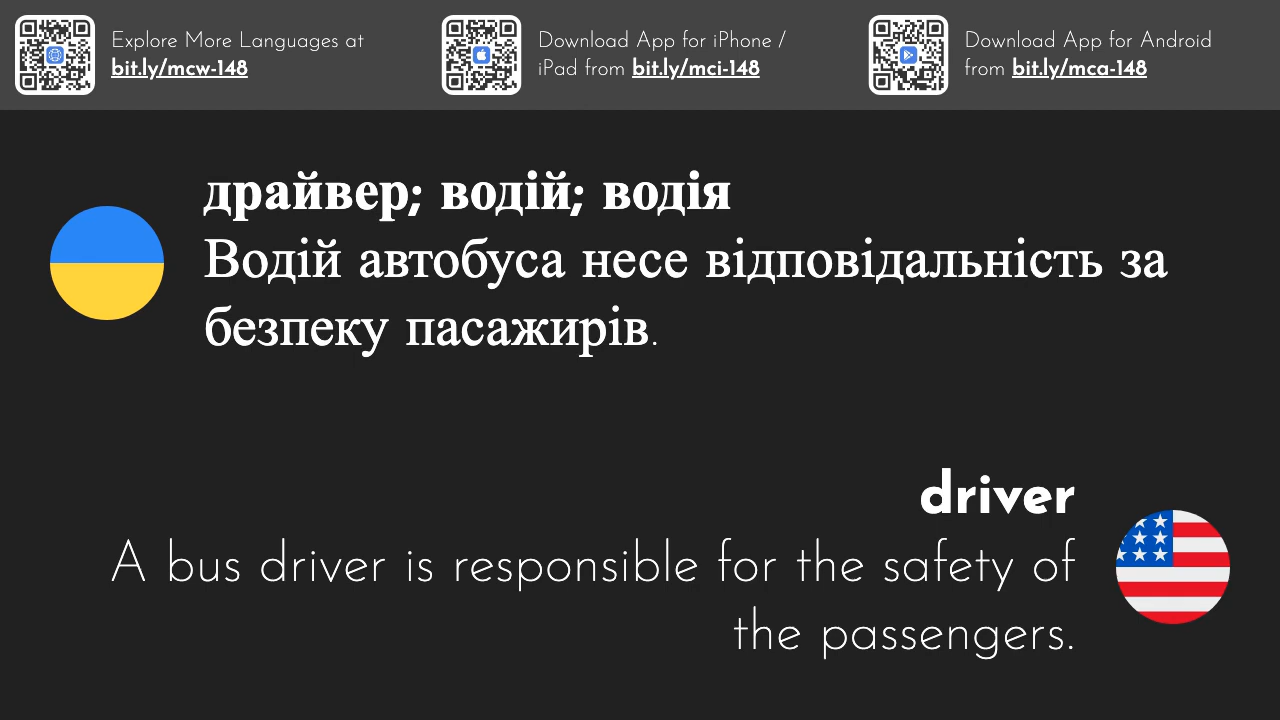 Explore More Languages at
bit.ly/mcw-148
Download App for iPhone /
iPad from bit.ly/mci-148
Download App for Android
from bit.ly/mca-148
драйвер; водій; водія
Водій автобуса несе відповідальність за
безпеку пасажирів.
driver
A bus driver is responsible for the safety of
the passengers.